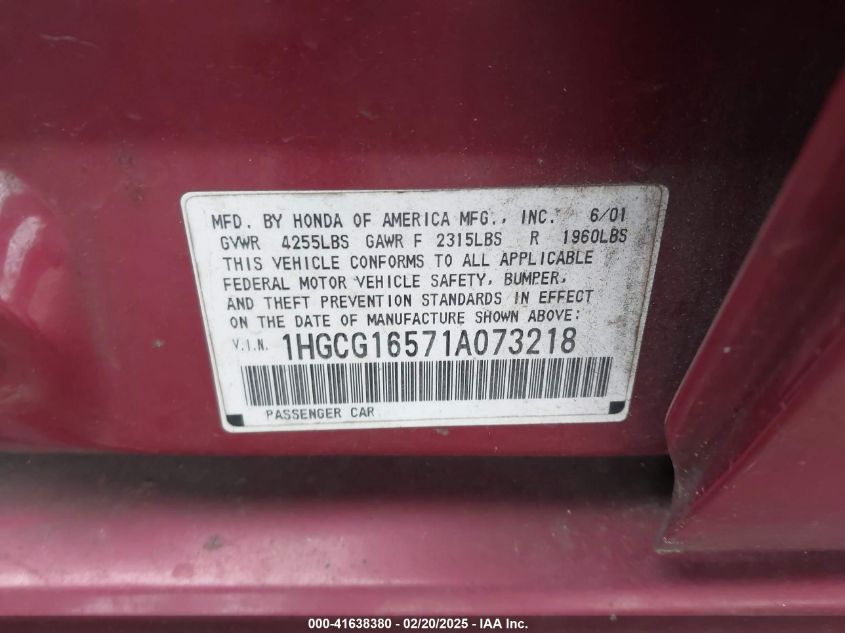 MFD. BY HONDA OF AMERICA MFG., INC. 6/01
GVWR 4255LBS GAWR F 2315LBS R 1960LBS
THIS VEHICLE CONFORMS TO ALL APPLICABLE
FEDERAL MOTOR VEHICLE SAFETY, BUMPER,
AND THEFT PREVENTION STANDARDS IN EFFECT
ON THE DATE OF MANUFACTURE SHOWN ABOVE:
V.I.N. 1HGCG16571A073218
PASSENGER CAR
000-41638380 - 02/20/2025 - IAA Inc.